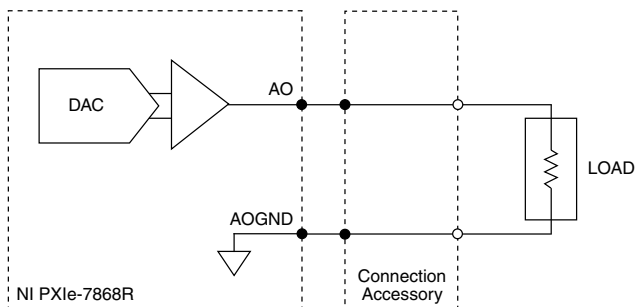 DAC
AO
LOAD
AOGND
NI PXIe-7868R
Connection
Accessory